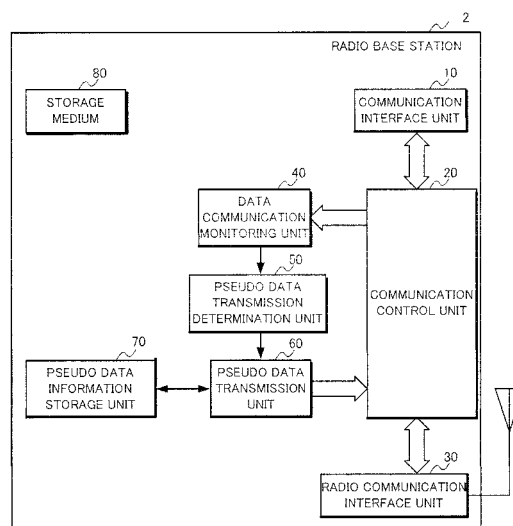 2
RADIO BASE STATION
80
STORAGE
MEDIUM
10
COMMUNICATION
INTERFACE UNIT
40
DATA
COMMUNICATION
MONITORING UNIT
20
COMMUNICATION
CONTROL UNIT
50
PSEUDO DATA
TRANSMISSION
DETERMINATION UNIT
70
PSEUDO DATA
INFORMATION
STORAGE UNIT
60
PSEUDO DATA
TRANSMISSION
UNIT
30
RADIO COMMUNICATION
INTERFACE UNIT